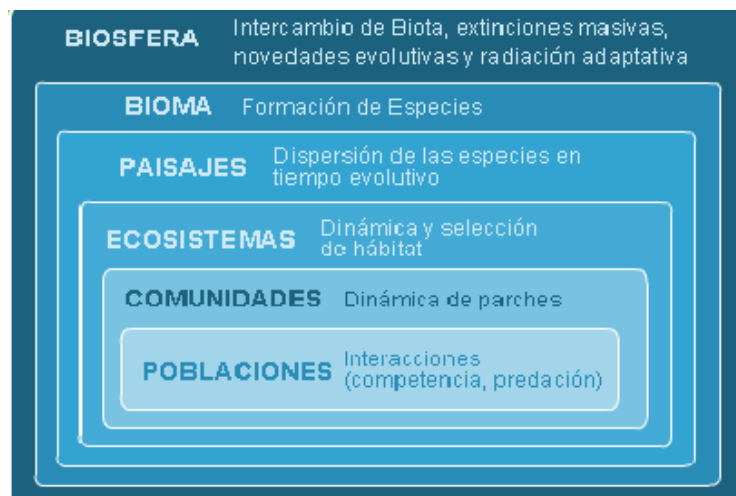 BIOSFERA Intercambio de Biota, extinciones masivas,
novedades evolutivas y radiación adaptativa
BIOMA Formación de Especies
PAISAJES Dispersión de las especies en
tiempo evolutivo
ECOSISTEMAS Dinámica y selección
de hábitat
COMUNIDADES Dinámica de parches
POBLACIONES Interacciones
(competencia, predación)